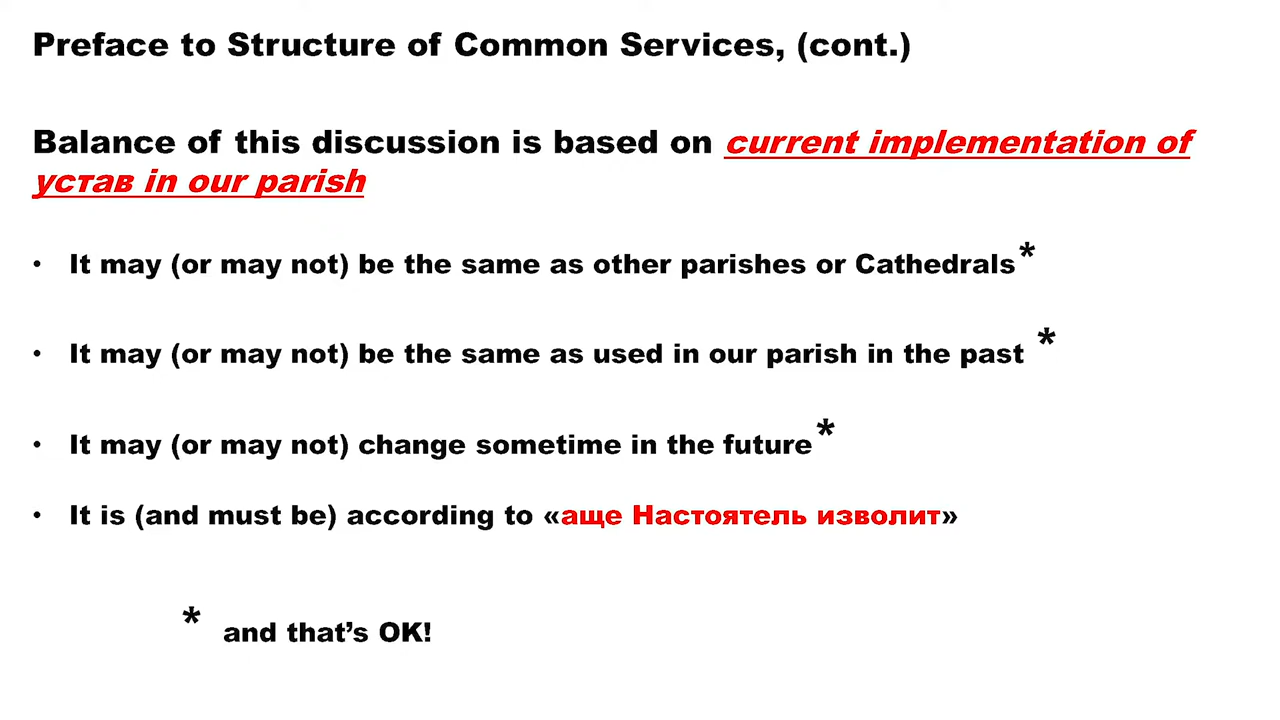 Preface to Structure of Common Services, (cont.)
Balance of this discussion is based on current implementation of
устав in our parish
• It may (or may not) be the same as other parishes or Cathedrals*
• It may (or may not) be the same as used in our parish in the past *
• It may (or may not) change sometime in the future*
• It is (and must be) according to «аще Настоятель изволит»
* and that’s OK!